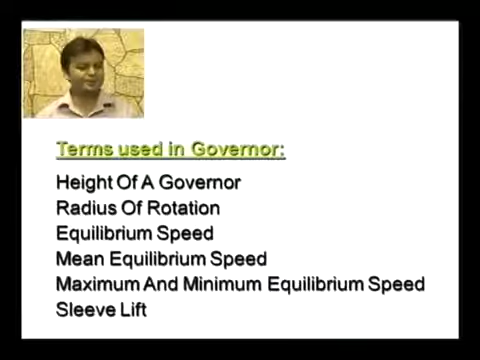 Terms used in Governor:
Height Of A Governor
Radius Of Rotation
Equilibrium Speed
Mean Equilibrium Speed
Maximum And Minimum Equilibrium Speed
Sleeve Lift